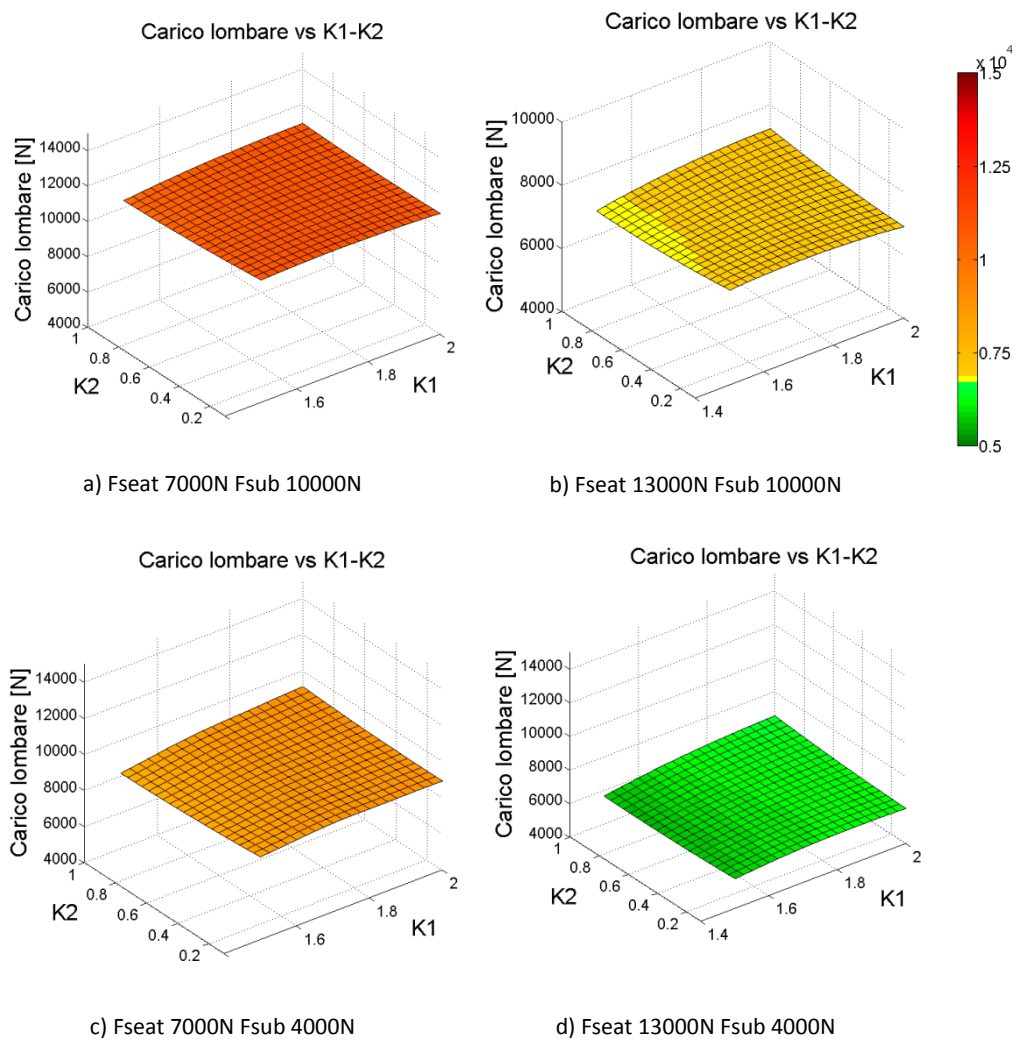 Carico lombare vs K1-K2
Carico lombare [N]
14000
12000
10000
8000
6000
4000
1
0.8
0.6
0.4
0.2
K2
1.6
1.8
2
K1
a) Fseat 7000N Fsub 10000N
Carico lombare vs K1-K2
Carico lombare [N]
10000
8000
6000
4000
1
0.8
0.6
0.4
0.2
K2
1.4
1.6
1.8
2
K1
b) Fseat 13000N Fsub 10000N
x 10⁴
1.5
1.25
1
0.75
0.5
Carico lombare vs K1-K2
Carico lombare [N]
14000
12000
10000
8000
6000
4000
1
0.8
0.6
0.4
0.2
K2
1.6
1.8
2
K1
c) Fseat 7000N Fsub 4000N
Carico lombare vs K1-K2
Carico lombare [N]
14000
12000
10000
8000
6000
4000
1
0.8
0.6
0.4
0.2
K2
1.4
1.6
1.8
2
K1
d) Fseat 13000N Fsub 4000N